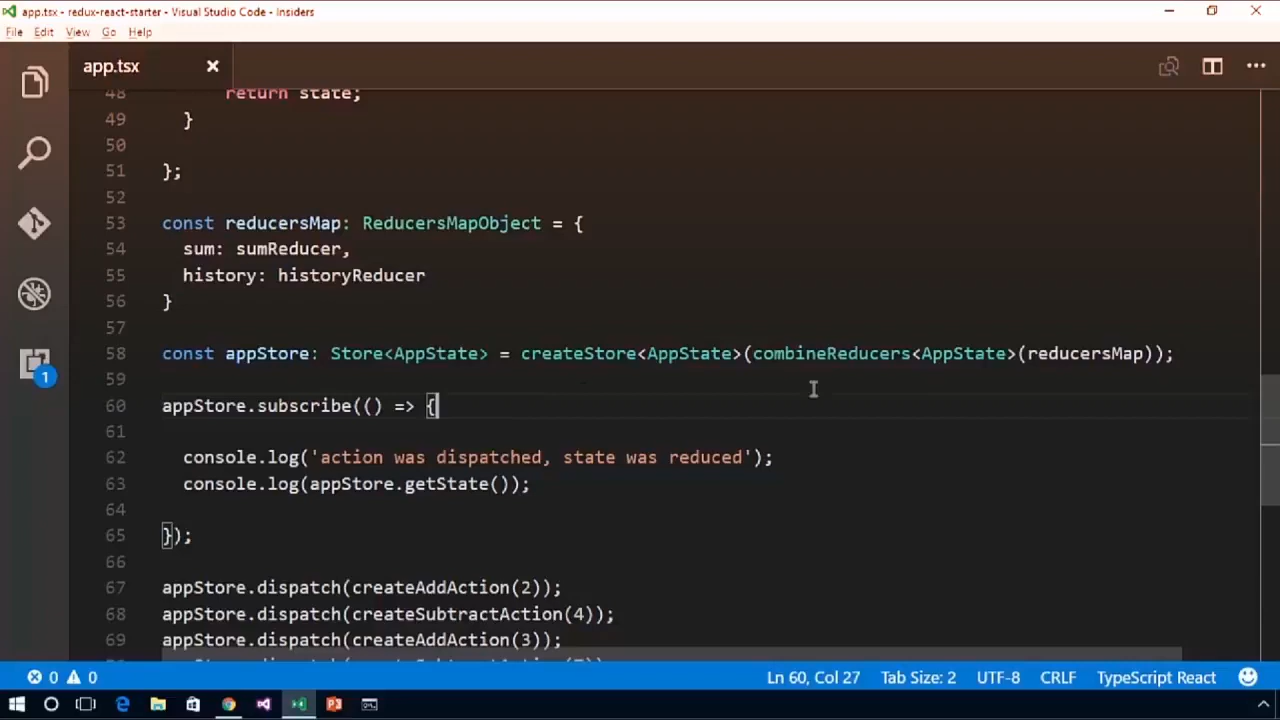 app.tsx - redux-react-starter - Visual Studio Code - Insiders
File Edit View Go Help
app.tsx
48 return state;
49 }
50
51 };
52
53 const reducersMap: ReducersMapObject = {
54 sum: sumReducer,
55 history: historyReducer
56 }
57
58 const appStore: Store<AppState> = createStore<AppState>(combineReducers<AppState>(reducersMap));
59
60 appStore.subscribe(() => {
61
62 console.log('action was dispatched, state was reduced');
63 console.log(appStore.getState());
64
65 });
66
67 appStore.dispatch(createAddAction(2));
68 appStore.dispatch(createSubtractAction(4));
69 appStore.dispatch(createAddAction(3));
1
0 0 Ln 60, Col 27 Tab Size: 2 UTF-8 CRLF TypeScript React